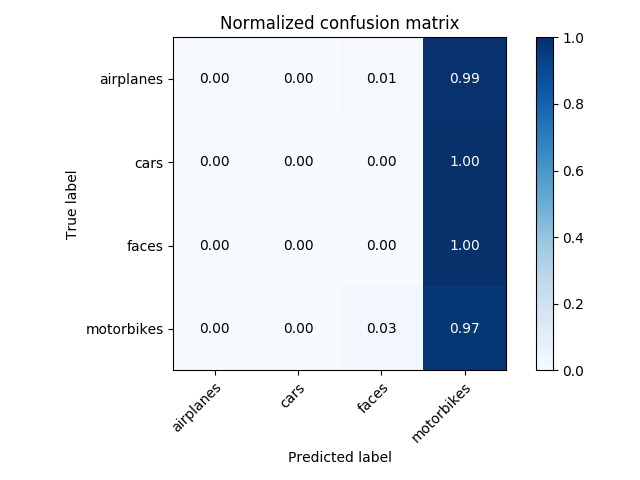 Normalized confusion matrix
airplanes 0.00 0.00 0.01 0.99
cars 0.00 0.00 0.00 1.00
faces 0.00 0.00 0.00 1.00
motorbikes 0.00 0.00 0.03 0.97
airplanes cars faces motorbikes
Predicted label
True label
1.0
0.8
0.6
0.4
0.2
0.0